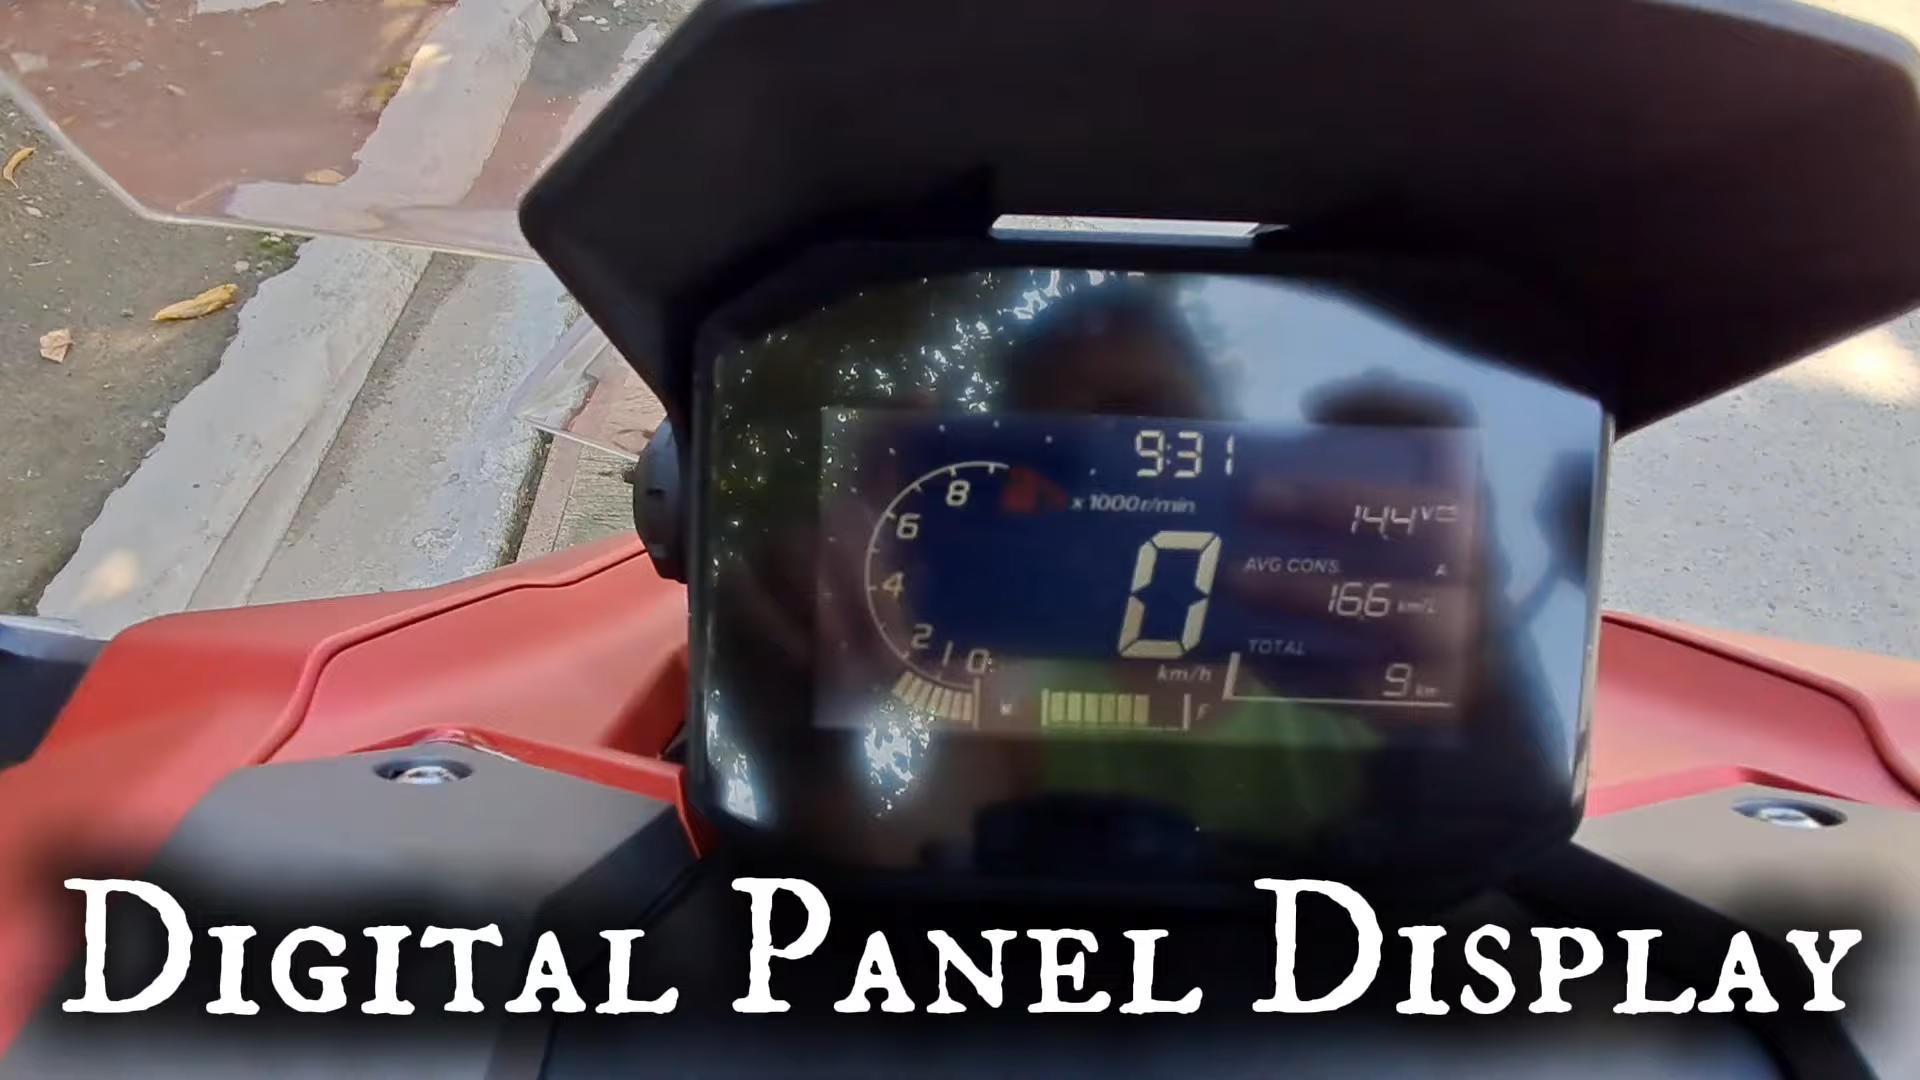 9:31
8
x 1000 r/min
6
14.4 V
0
AVG CONS. A
4
16.6 km/L
2 1 0
TOTAL
km/h
9 km
F
DIGITAL PANEL DISPLAY